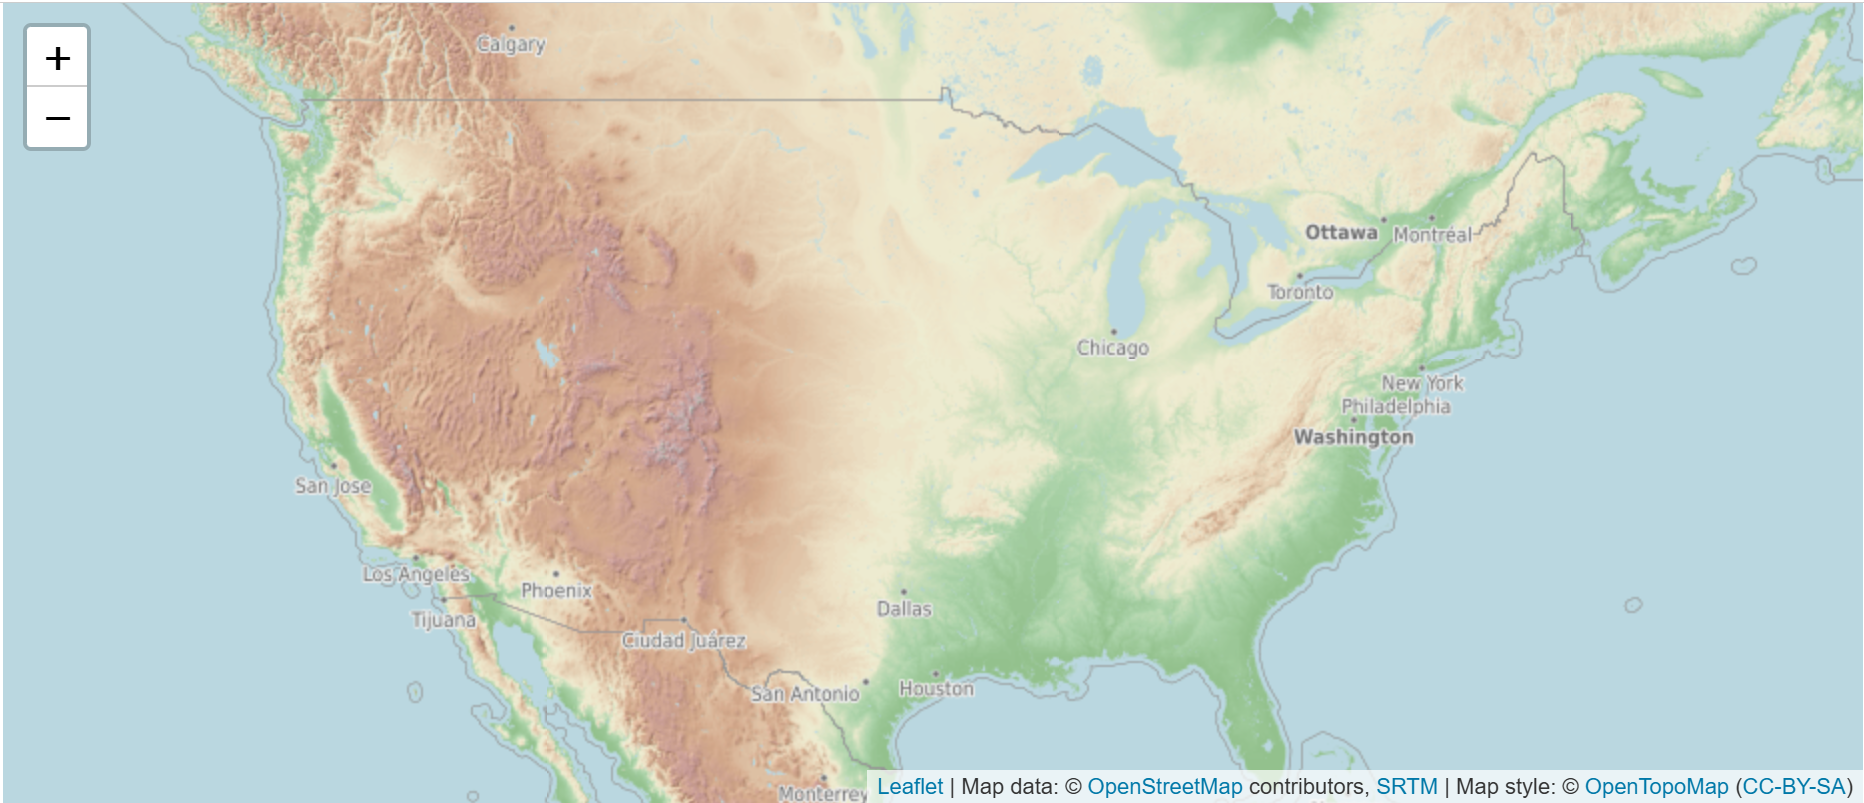 +
−
Calgary
Ottawa
Montréal
Toronto
Chicago
New York
Philadelphia
Washington
San Jose
Los Angeles
Phoenix
Tijuana
Dallas
Ciudad Juárez
San Antonio
Houston
Monterrey
Leaflet | Map data: © OpenStreetMap contributors, SRTM | Map style: © OpenTopoMap (CC-BY-SA)